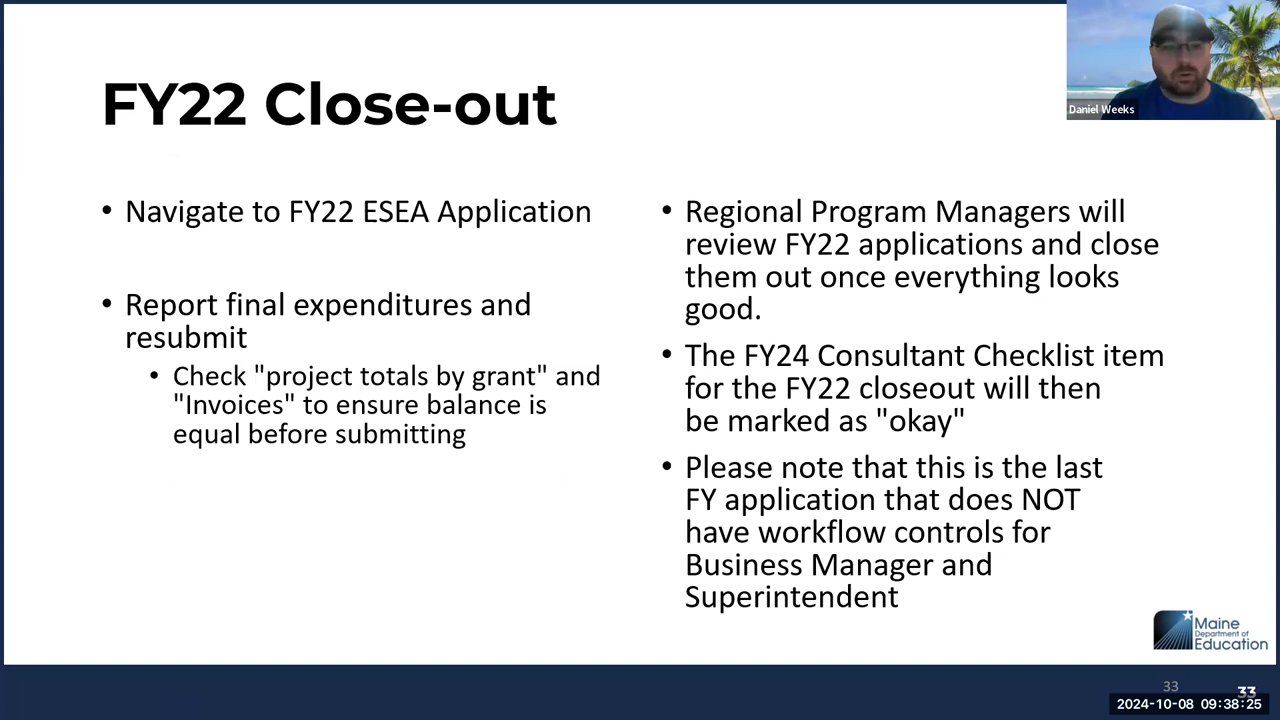 FY22 Close-out
Daniel Weeks
• Navigate to FY22 ESEA Application
• Report final expenditures and
resubmit
• Check "project totals by grant" and
"Invoices" to ensure balance is
equal before submitting
• Regional Program Managers will
review FY22 applications and close
them out once everything looks
good.
• The FY24 Consultant Checklist item
for the FY22 closeout will then
be marked as "okay"
• Please note that this is the last
FY application that does NOT
have workflow controls for
Business Manager and
Superintendent
Maine
Department of
Education
33
33
2024-10-08 09:38:25